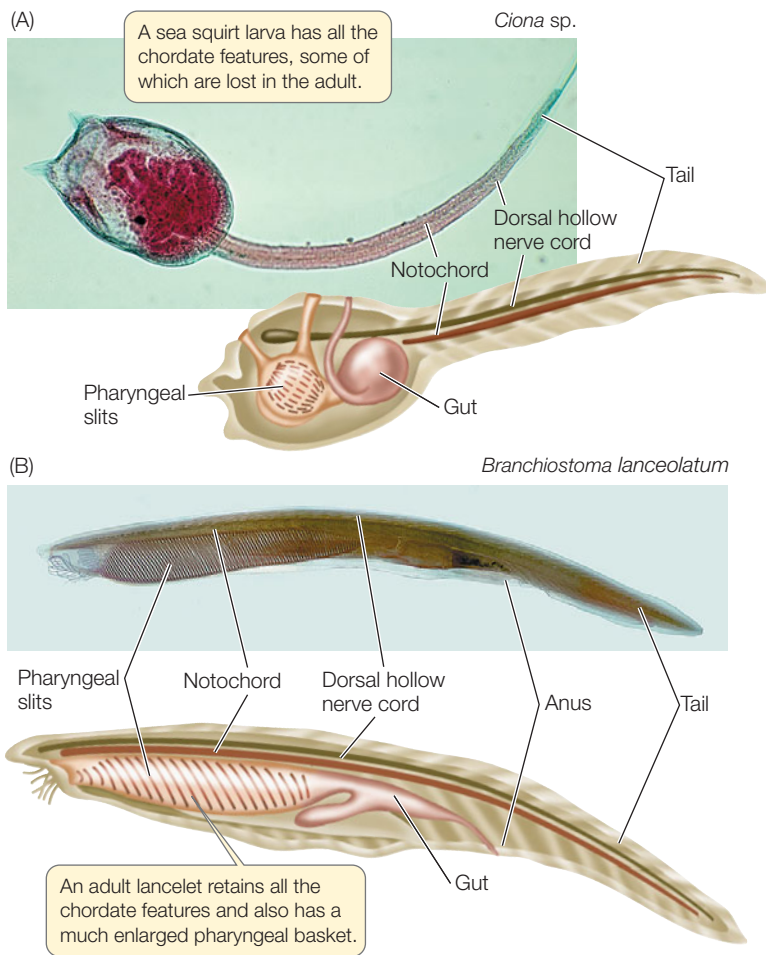 (A)
Ciona sp.
A sea squirt larva has all the
chordate features, some of
which are lost in the adult.
Tail
Dorsal hollow
nerve cord
Notochord
Pharyngeal
slits
Gut
(B)
Branchiostoma lanceolatum
Pharyngeal
slits
Notochord
Dorsal hollow
nerve cord
Anus
Tail
Gut
An adult lancelet retains all the
chordate features and also has a
much enlarged pharyngeal basket.